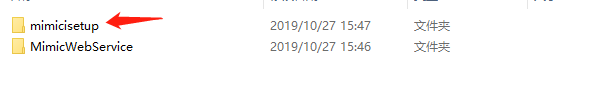 mimicisetup 2019/10/27 15:47 文件夹
MimicWebService 2019/10/27 15:46 文件夹